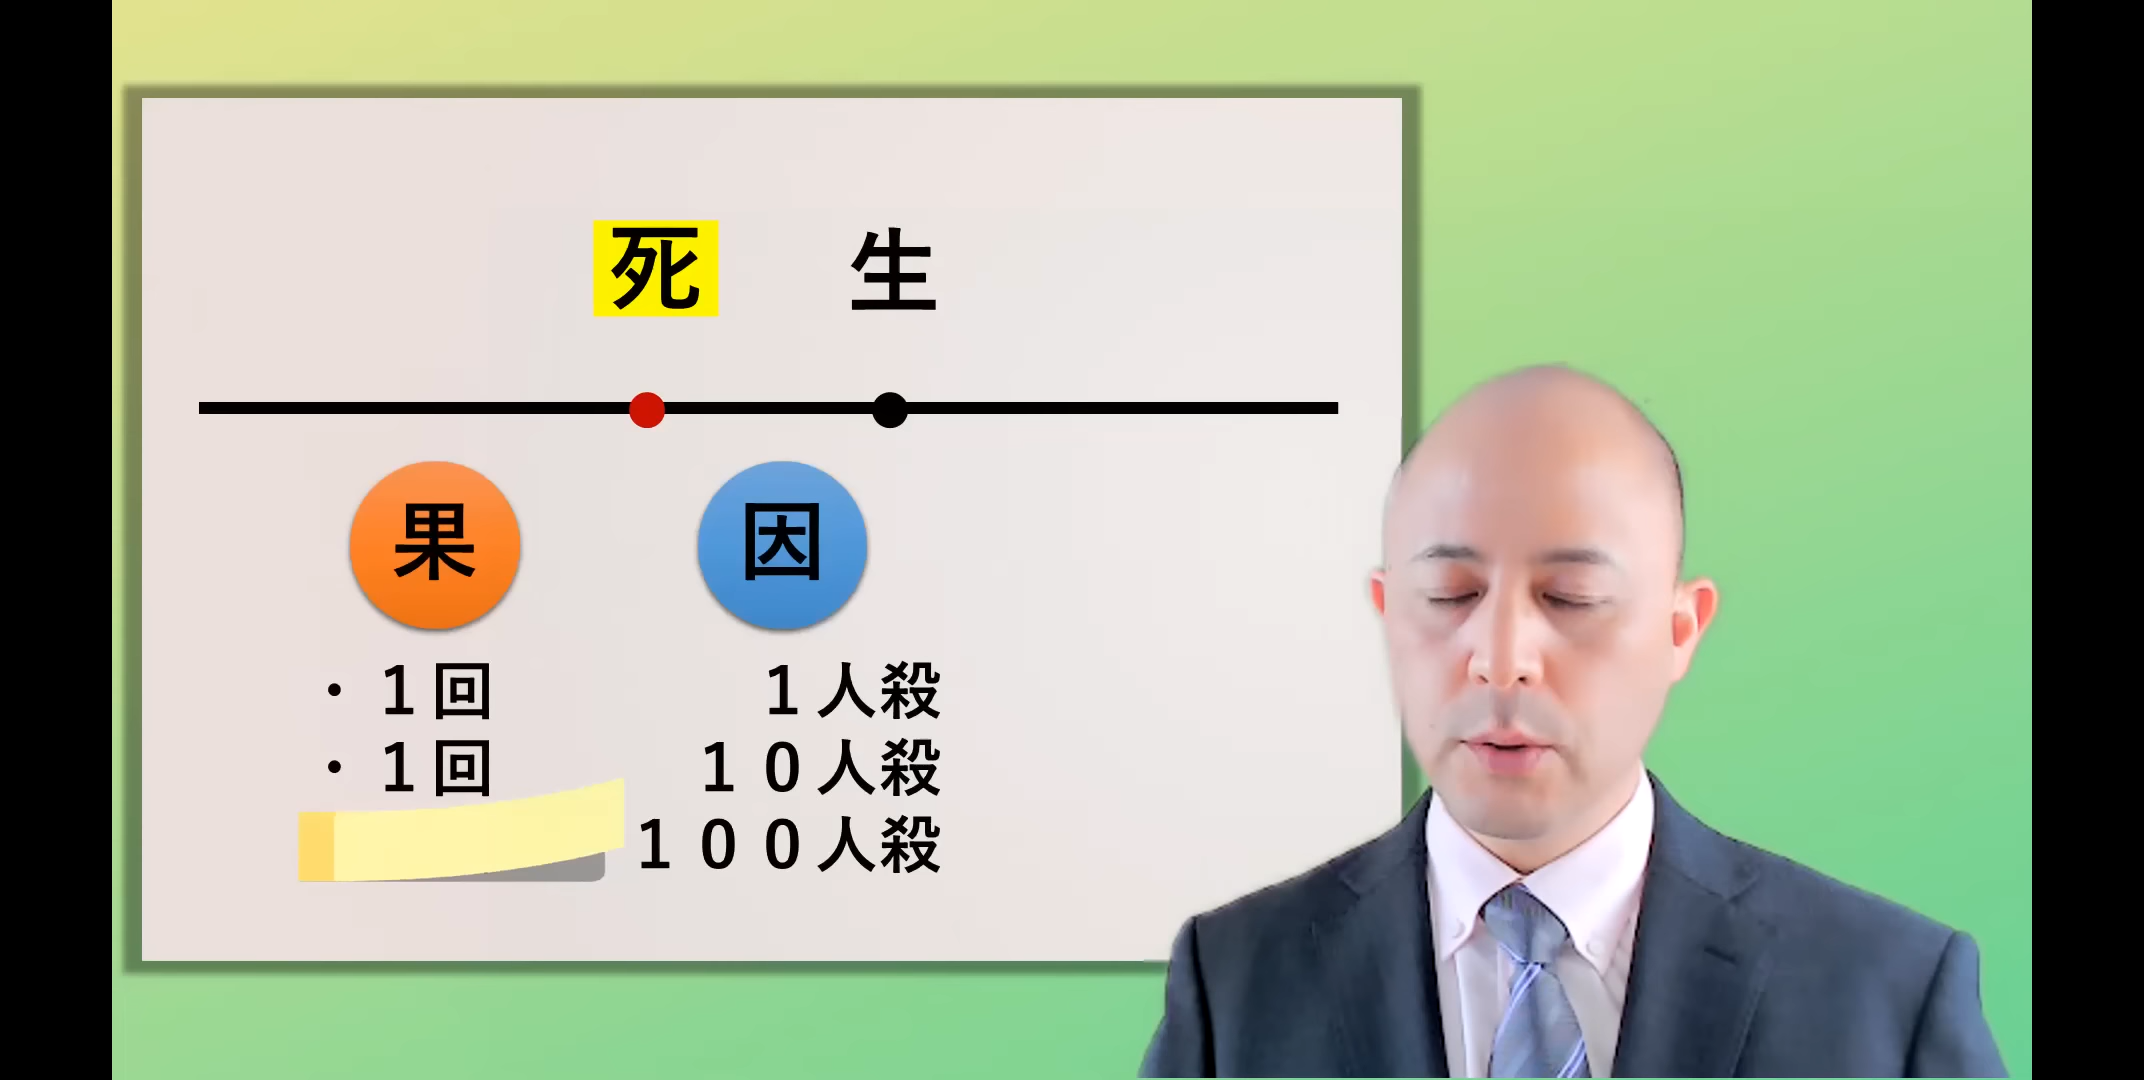 死 生
果 因
・１回 １人殺
・１回 １０人殺
１００人殺